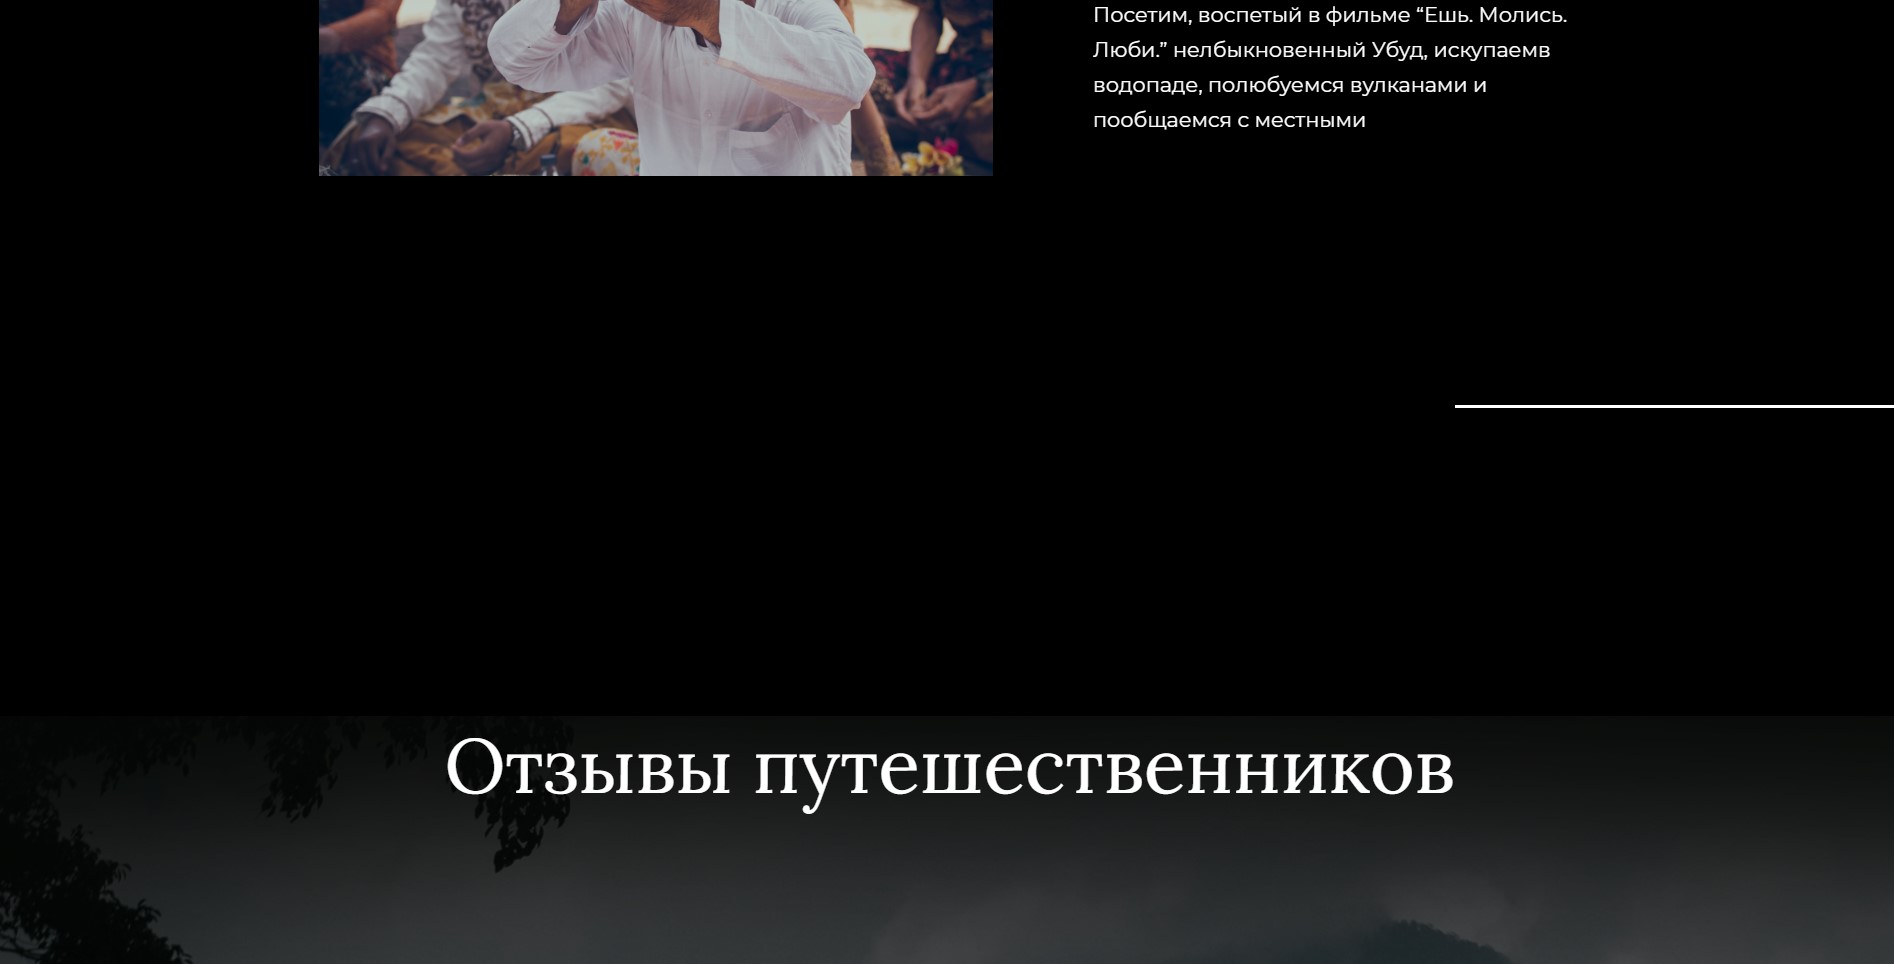 Посетим, воспетый в фильме “Ешь. Молись.
Люби.” нелбыкновенный Убуд, искупаемв
водопаде, полюбуемся вулканами и
пообщаемся с местными
Отзывы путешественников